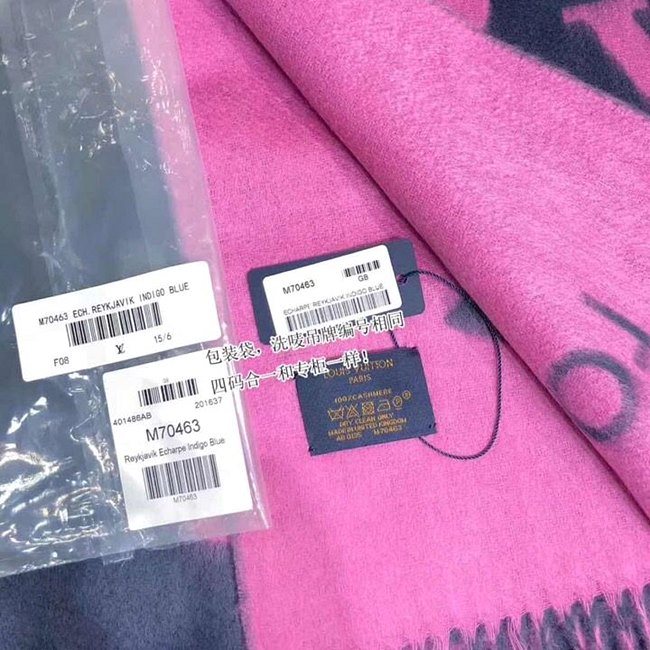 M70463 ECH.REYKJAVIK INDIGO BLUE
F08 15/6
M70463
GB
ECHARPE REYKJAVIK INDIGO BLUE
包装袋，洗唛吊牌编号相同
四码合一和专柜一样！
401486AB
201637
M70463
Reykjavik Echarpe Indigo Blue
M70463
LOUIS VUITTON
PARIS
100%CASHMERE
DRY CLEAN ONLY
MADE IN UNITED KINGDOM
M70463